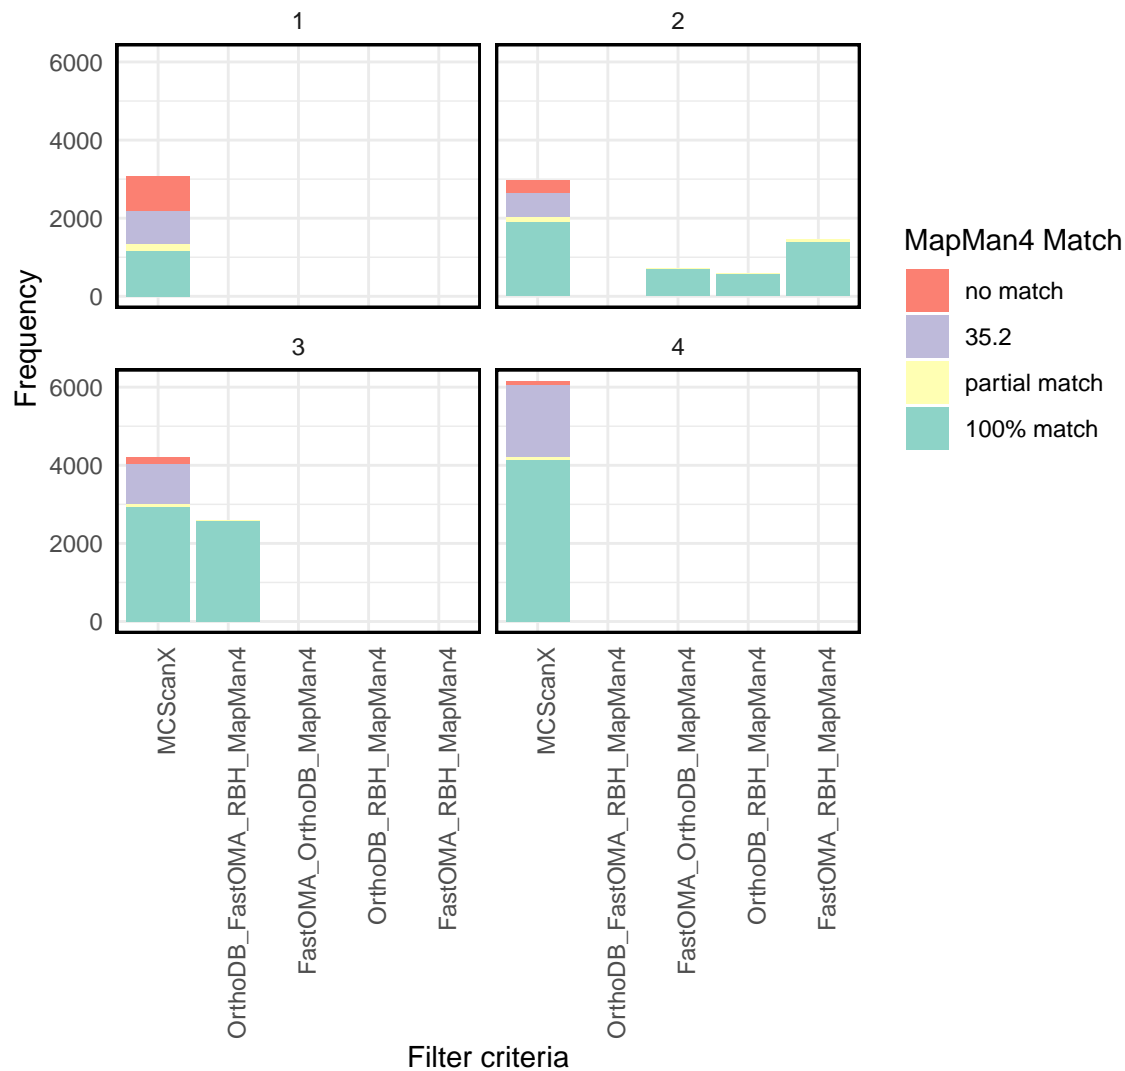 1
2
6000
4000
2000
0
3
4
6000
4000
2000
0
Frequency
MCScanX
OrthoDB_FastOMA_RBH_MapMan4
FastOMA_OrthoDB_MapMan4
OrthoDB_RBH_MapMan4
FastOMA_RBH_MapMan4
MCScanX
OrthoDB_FastOMA_RBH_MapMan4
FastOMA_OrthoDB_MapMan4
OrthoDB_RBH_MapMan4
FastOMA_RBH_MapMan4
Filter criteria
MapMan4 Match
no match
35.2
partial match
100% match